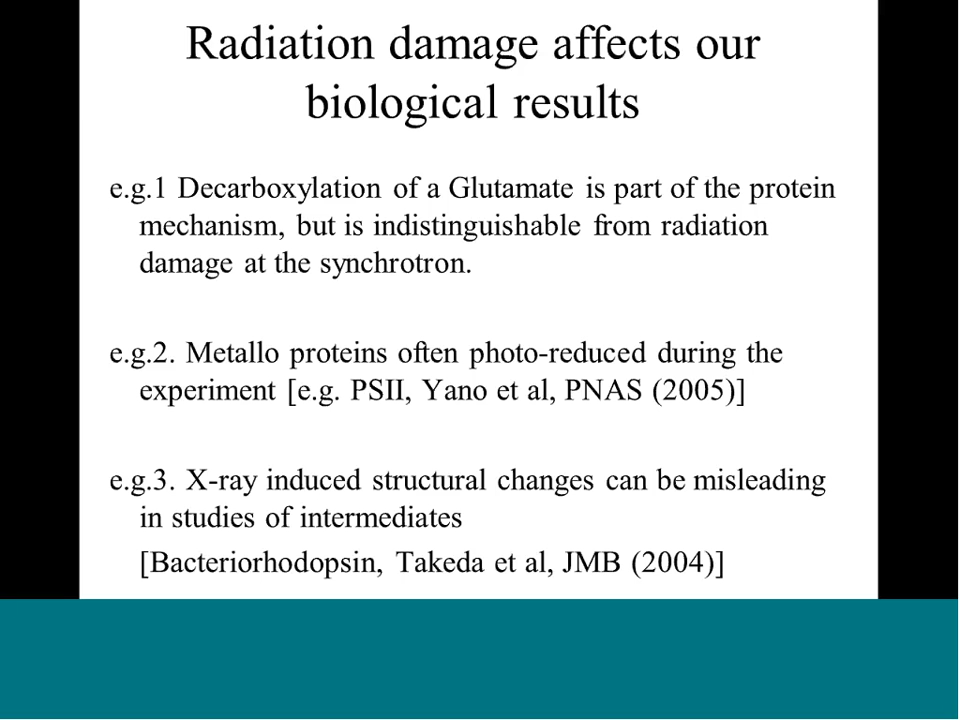 Radiation damage affects our
biological results
e.g.1 Decarboxylation of a Glutamate is part of the protein
mechanism, but is indistinguishable from radiation
damage at the synchrotron.
e.g.2. Metallo proteins often photo-reduced during the
experiment [e.g. PSII, Yano et al, PNAS (2005)]
e.g.3. X-ray induced structural changes can be misleading
in studies of intermediates
[Bacteriorhodopsin, Takeda et al, JMB (2004)]